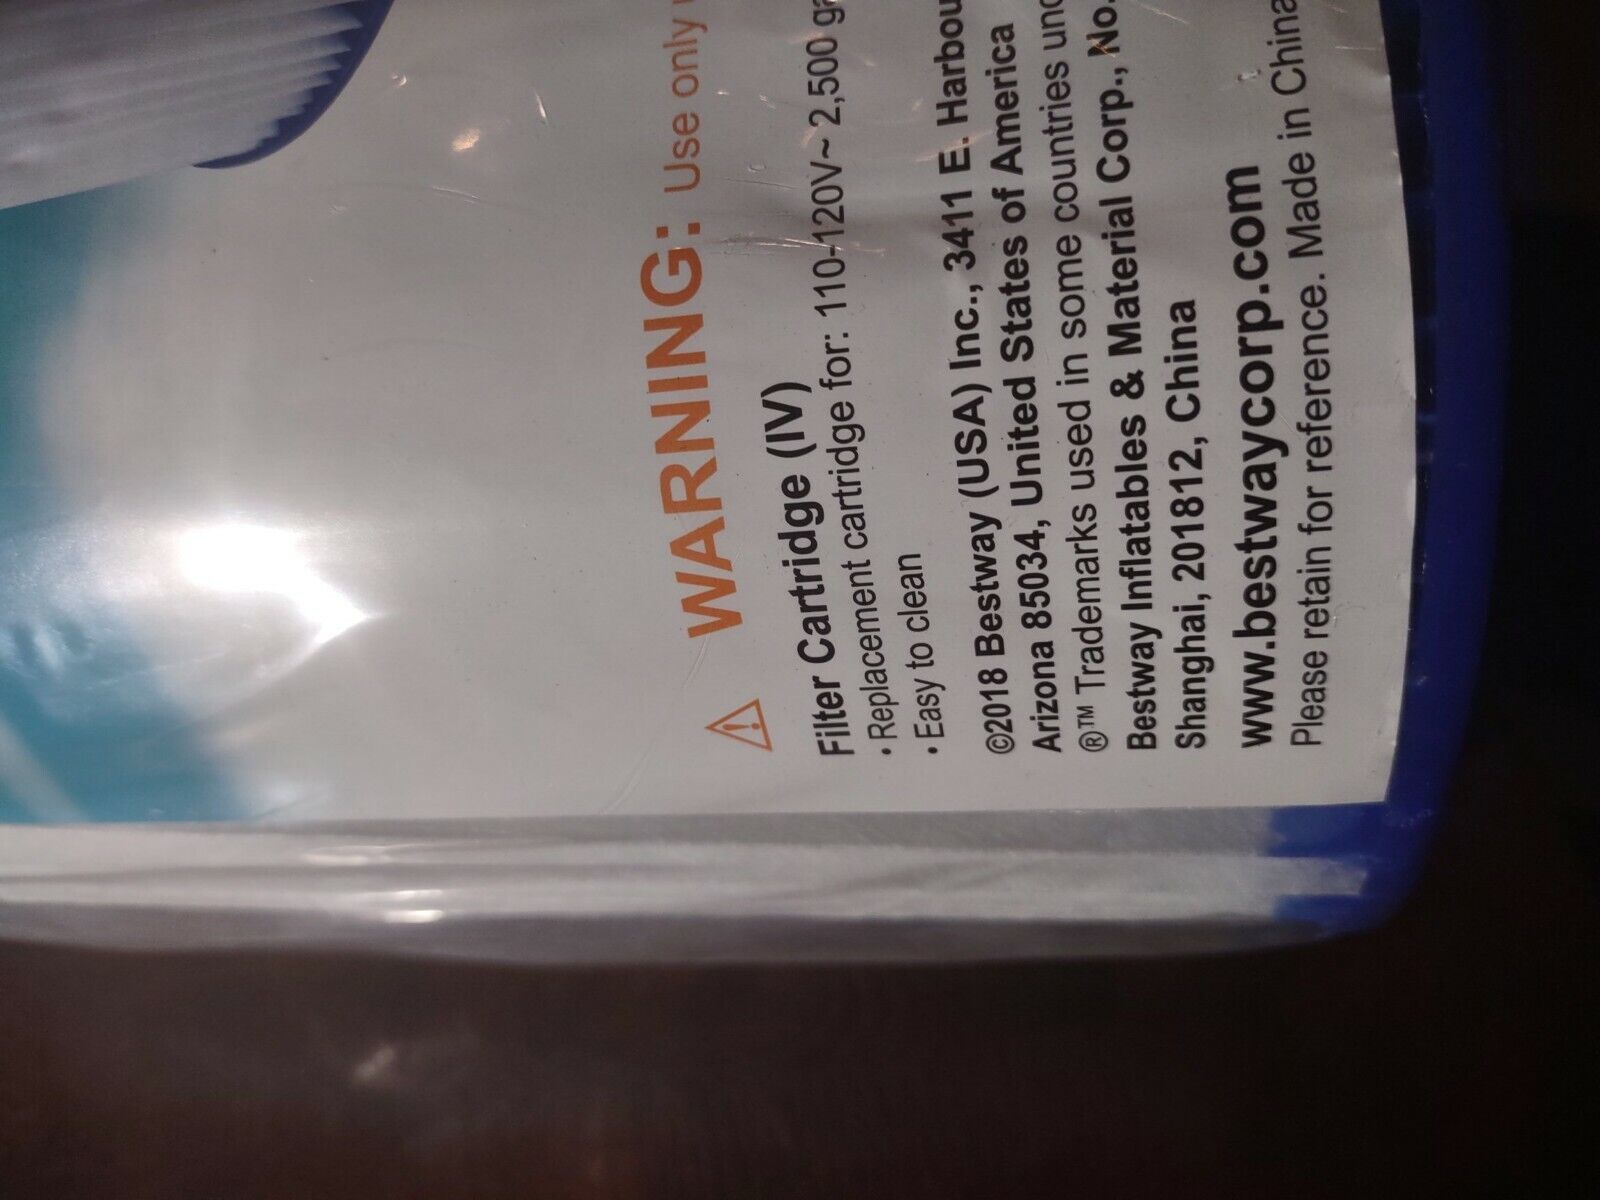 WARNING: Use only
Filter Cartridge (IV)
• Replacement cartridge for: 110-120V~ 2,500
• Easy to clean
©2018 Bestway (USA) Inc., 3411 E. Harbou
Arizona 85034, United States of America
®™ Trademarks used in some countries und
Bestway Inflatables & Material Corp., No.
Shanghai, 201812, China
www.bestwaycorp.com
Please retain for reference. Made in China